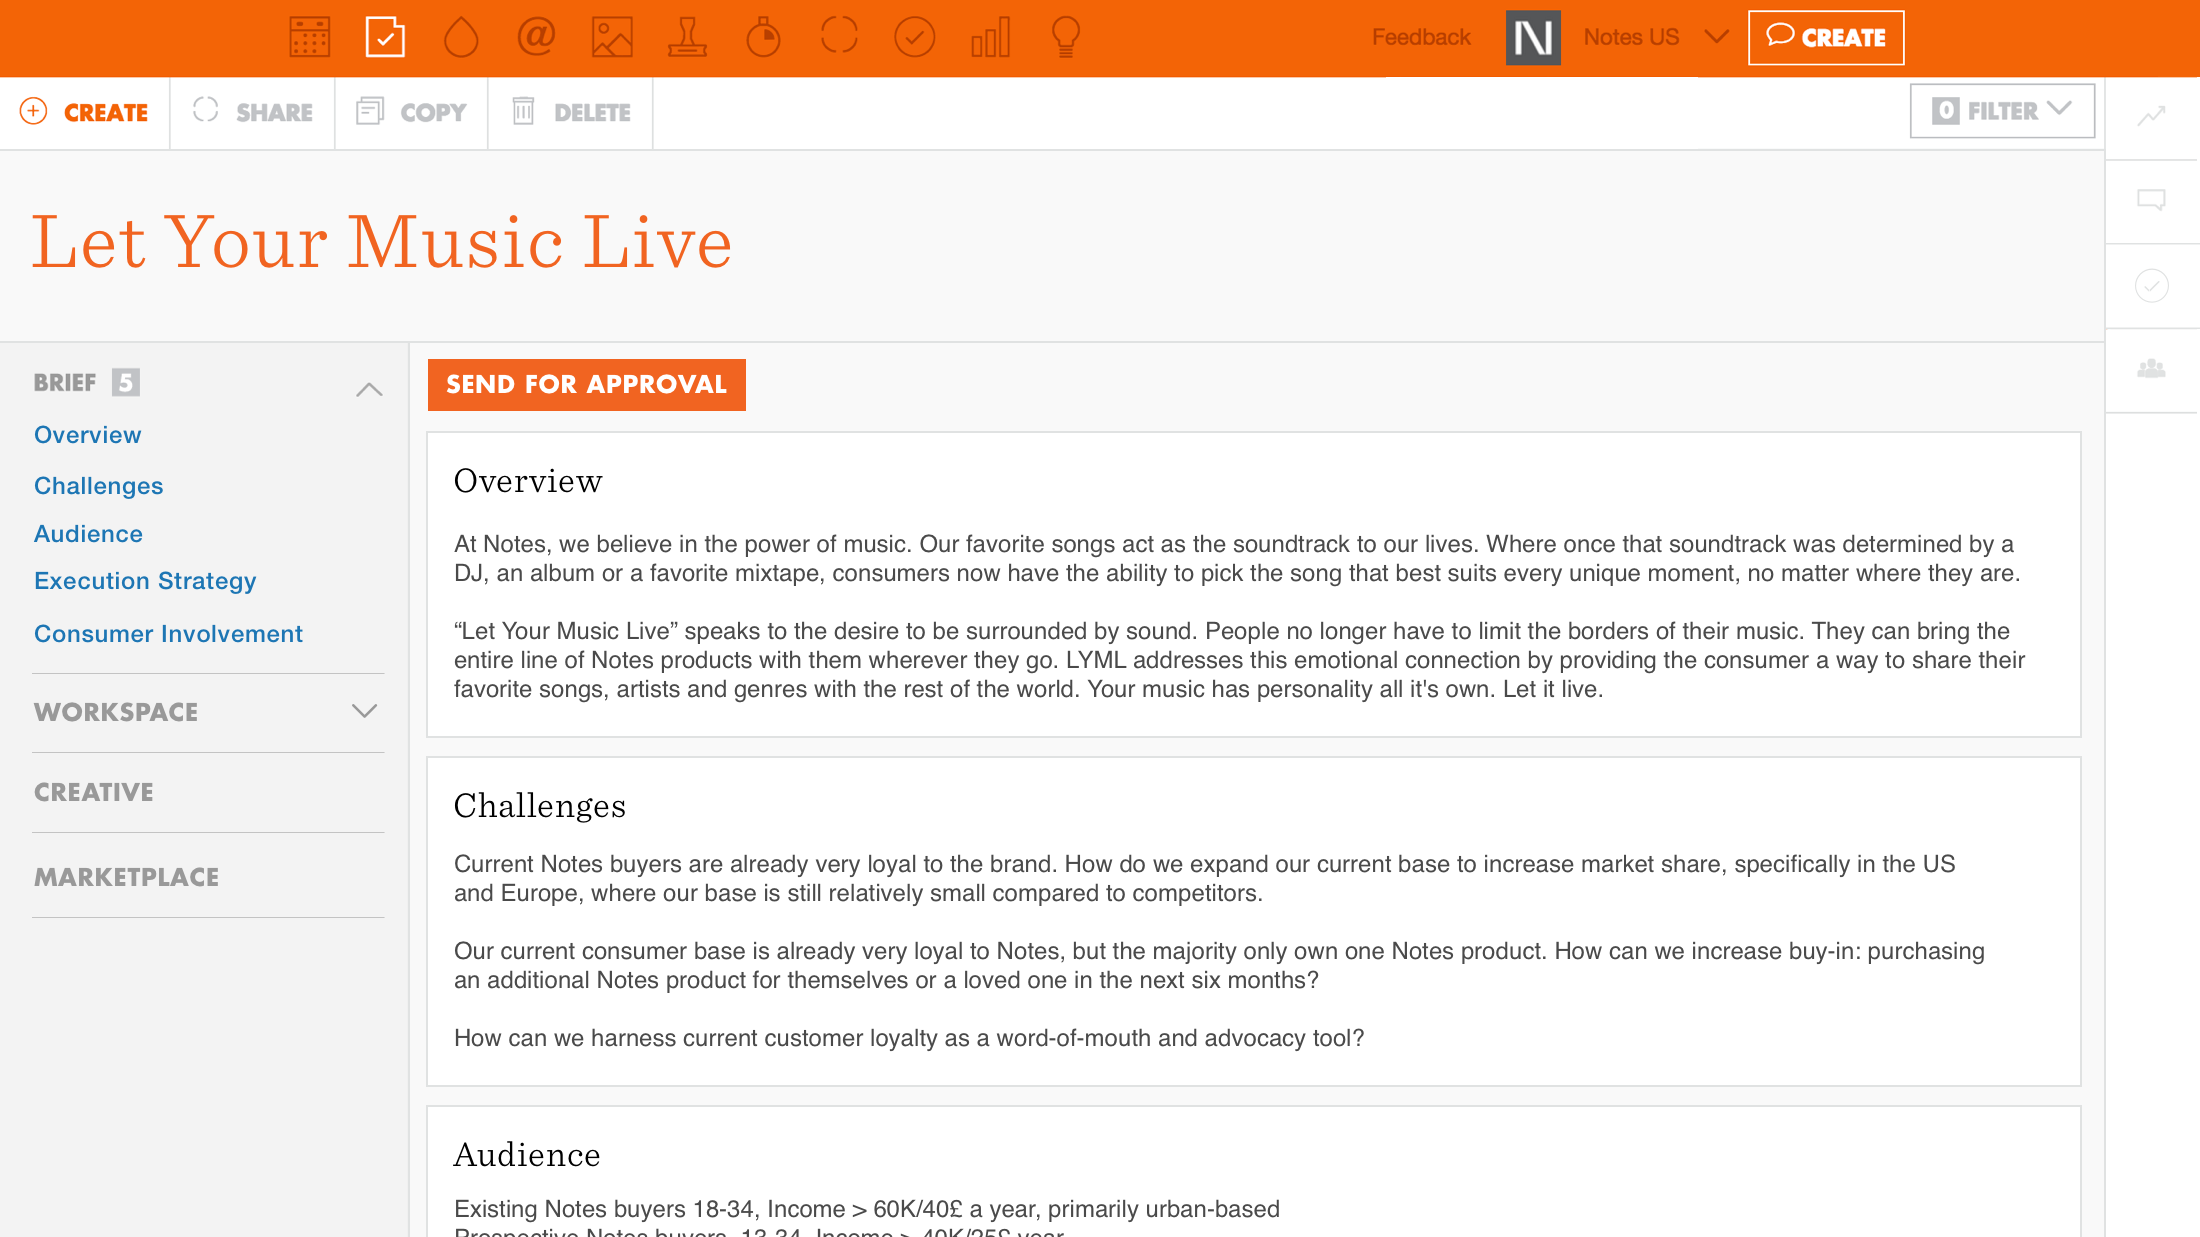 @
Feedback
N
Notes US
CREATE
CREATE
SHARE
COPY
DELETE
0 FILTER
Let Your Music Live
BRIEF 5
Overview
Challenges
Audience
Execution Strategy
Consumer Involvement
WORKSPACE
CREATIVE
MARKETPLACE
SEND FOR APPROVAL
Overview
At Notes, we believe in the power of music. Our favorite songs act as the soundtrack to our lives. Where once that soundtrack was determined by a
DJ, an album or a favorite mixtape, consumers now have the ability to pick the song that best suits every unique moment, no matter where they are.
“Let Your Music Live” speaks to the desire to be surrounded by sound. People no longer have to limit the borders of their music. They can bring the
entire line of Notes products with them wherever they go. LYML addresses this emotional connection by providing the consumer a way to share their
favorite songs, artists and genres with the rest of the world. Your music has personality all it's own. Let it live.
Challenges
Current Notes buyers are already very loyal to the brand. How do we expand our current base to increase market share, specifically in the US
and Europe, where our base is still relatively small compared to competitors.
Our current consumer base is already very loyal to Notes, but the majority only own one Notes product. How can we increase buy-in: purchasing
an additional Notes product for themselves or a loved one in the next six months?
How can we harness current customer loyalty as a word-of-mouth and advocacy tool?
Audience
Existing Notes buyers 18-34, Income > 60K/40£ a year, primarily urban-based
Prospective Notes buyers, 13-34, Income > 40K/25£ year